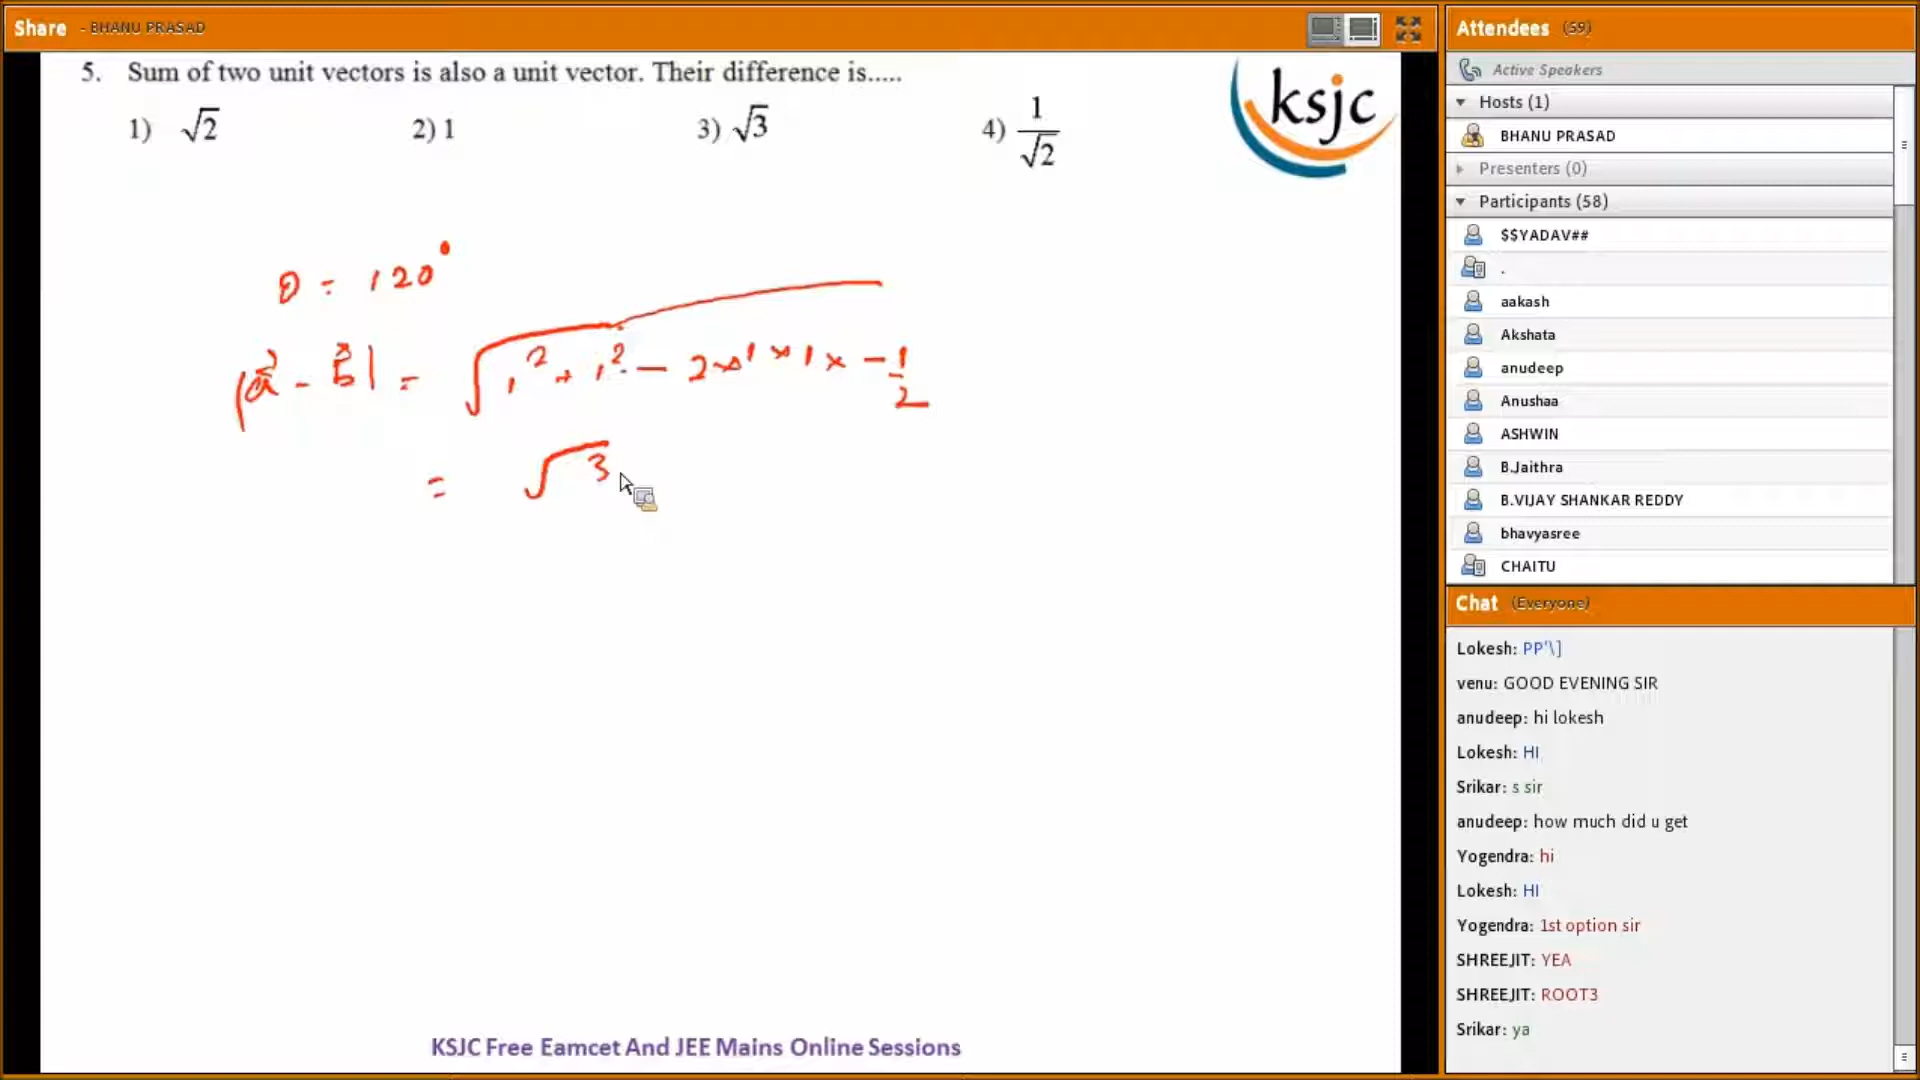 Share - BHANU PRASAD
5. Sum of two unit vectors is also a unit vector. Their difference is.....
1) √2 2) 1 3) √3 4) 1/√2
ksjc
θ = 120°
|a⃗ - b⃗| = √1² + 1² - 2×1×1× -1/2
= √3
KSJC Free Eamcet And JEE Mains Online Sessions
Attendees (59)
Active Speakers
Hosts (1)
BHANU PRASAD
Presenters (0)
Participants (58)
$$YADAV##
.
aakash
Akshata
anudeep
Anushaa
ASHWIN
B.Jaithra
B.VIJAY SHANKAR REDDY
bhavyasree
CHAITU
Chat (Everyone)
Lokesh: PP'\]
venu: GOOD EVENING SIR
anudeep: hi lokesh
Lokesh: HI
Srikar: s sir
anudeep: how much did u get
Yogendra: hi
Lokesh: HI
Yogendra: 1st option sir
SHREEJIT: YEA
SHREEJIT: ROOT3
Srikar: ya